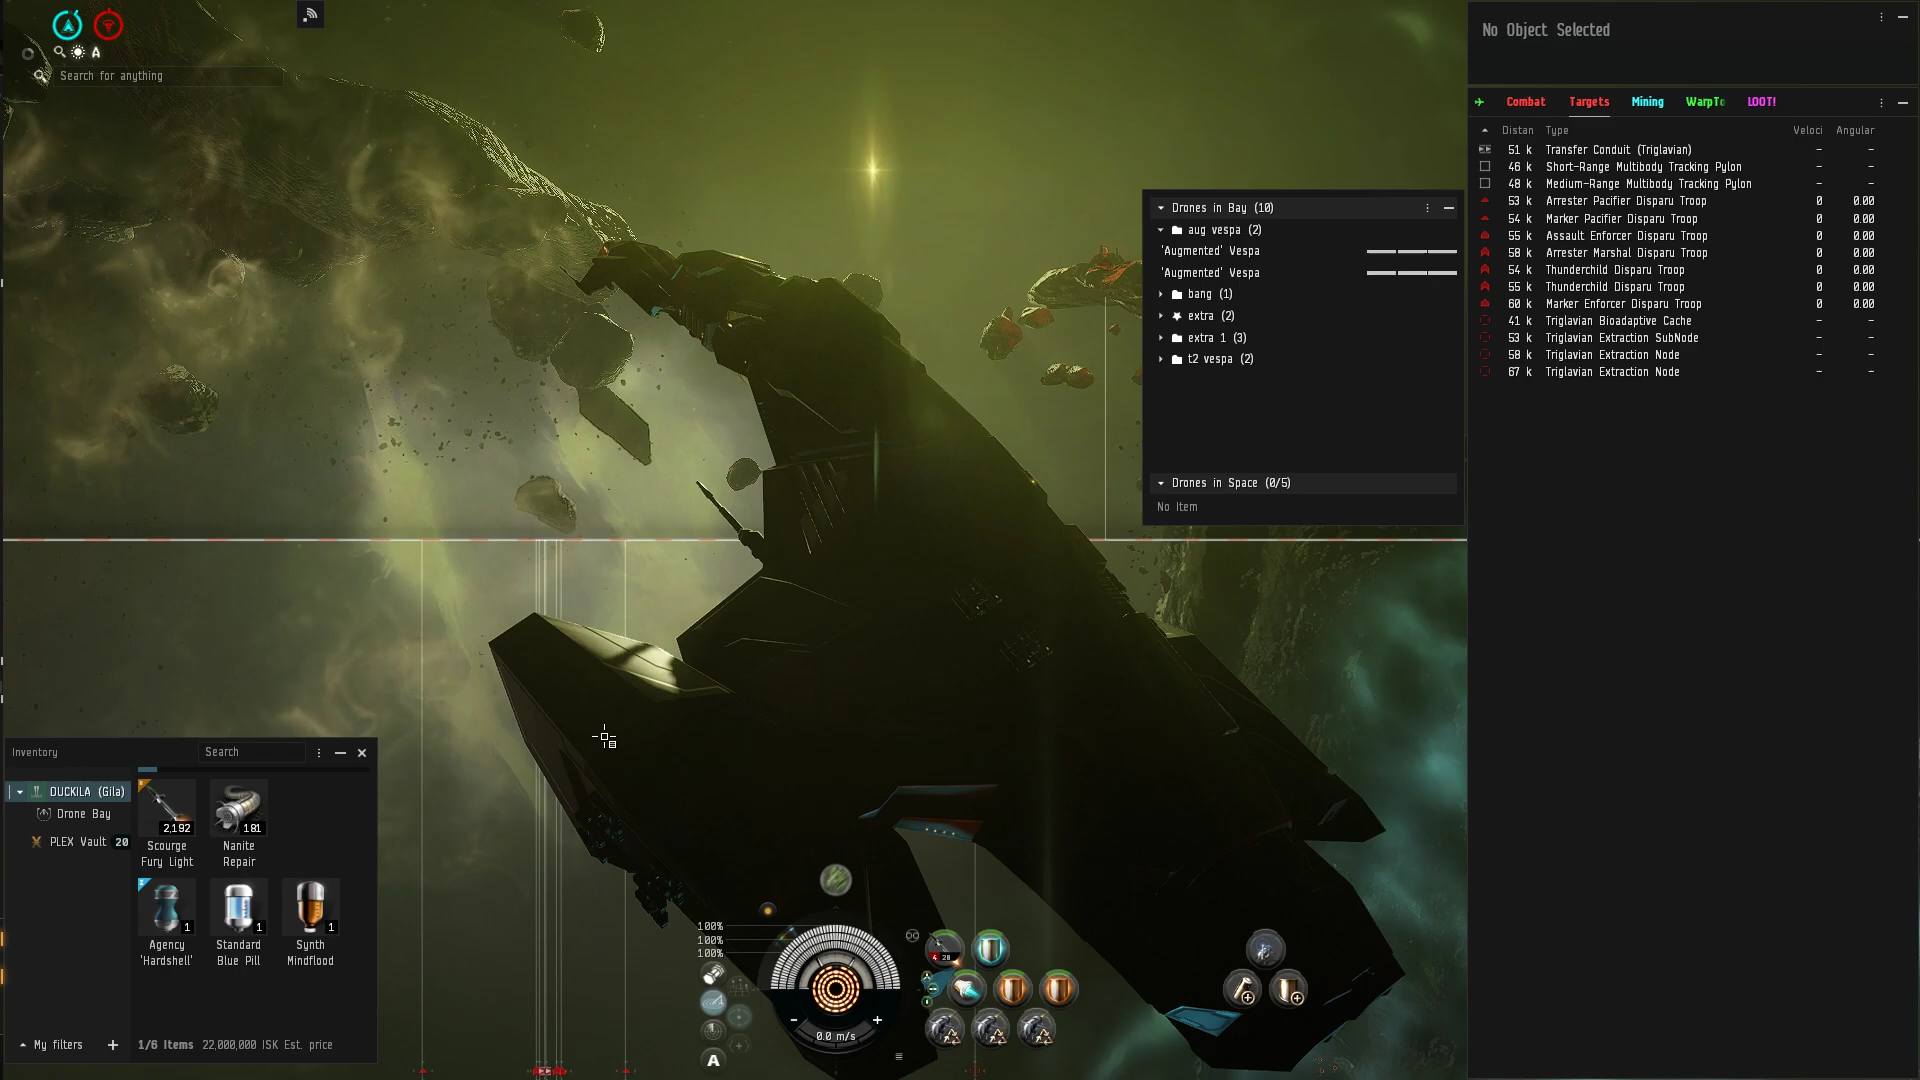 A
Search for anything
No Object Selected
Combat Targets Mining WarpTo LOOT!
Distan Type Veloci Angular
51 k Transfer Conduit (Triglavian) – –
46 k Short-Range Multibody Tracking Pylon – –
48 k Medium-Range Multibody Tracking Pylon – –
53 k Arrester Pacifier Disparu Troop 0 0.00
54 k Marker Pacifier Disparu Troop 0 0.00
55 k Assault Enforcer Disparu Troop 0 0.00
58 k Arrester Marshal Disparu Troop 0 0.00
54 k Thunderchild Disparu Troop 0 0.00
55 k Thunderchild Disparu Troop 0 0.00
60 k Marker Enforcer Disparu Troop 0 0.00
41 k Triglavian Bioadaptive Cache – –
53 k Triglavian Extraction SubNode – –
58 k Triglavian Extraction Node – –
67 k Triglavian Extraction Node – –
Drones in Bay (10)
aug vespa (2)
'Augmented' Vespa
'Augmented' Vespa
bang (1)
extra (2)
extra 1 (3)
t2 vespa (2)
Drones in Space (0/5)
No Item
Inventory Search
DUCKILA (Gila)
Drone Bay
PLEX Vault 20
2,192 181
Scourge Nanite
Fury Light Repair
1 1 1
Agency Standard Synth
'Hardshell' Blue Pill Mindflood
My filters + 1/6 Items 22,000,000 ISK Est. price
100%
100%
100%
4 20
– +
0.0 m/s
A